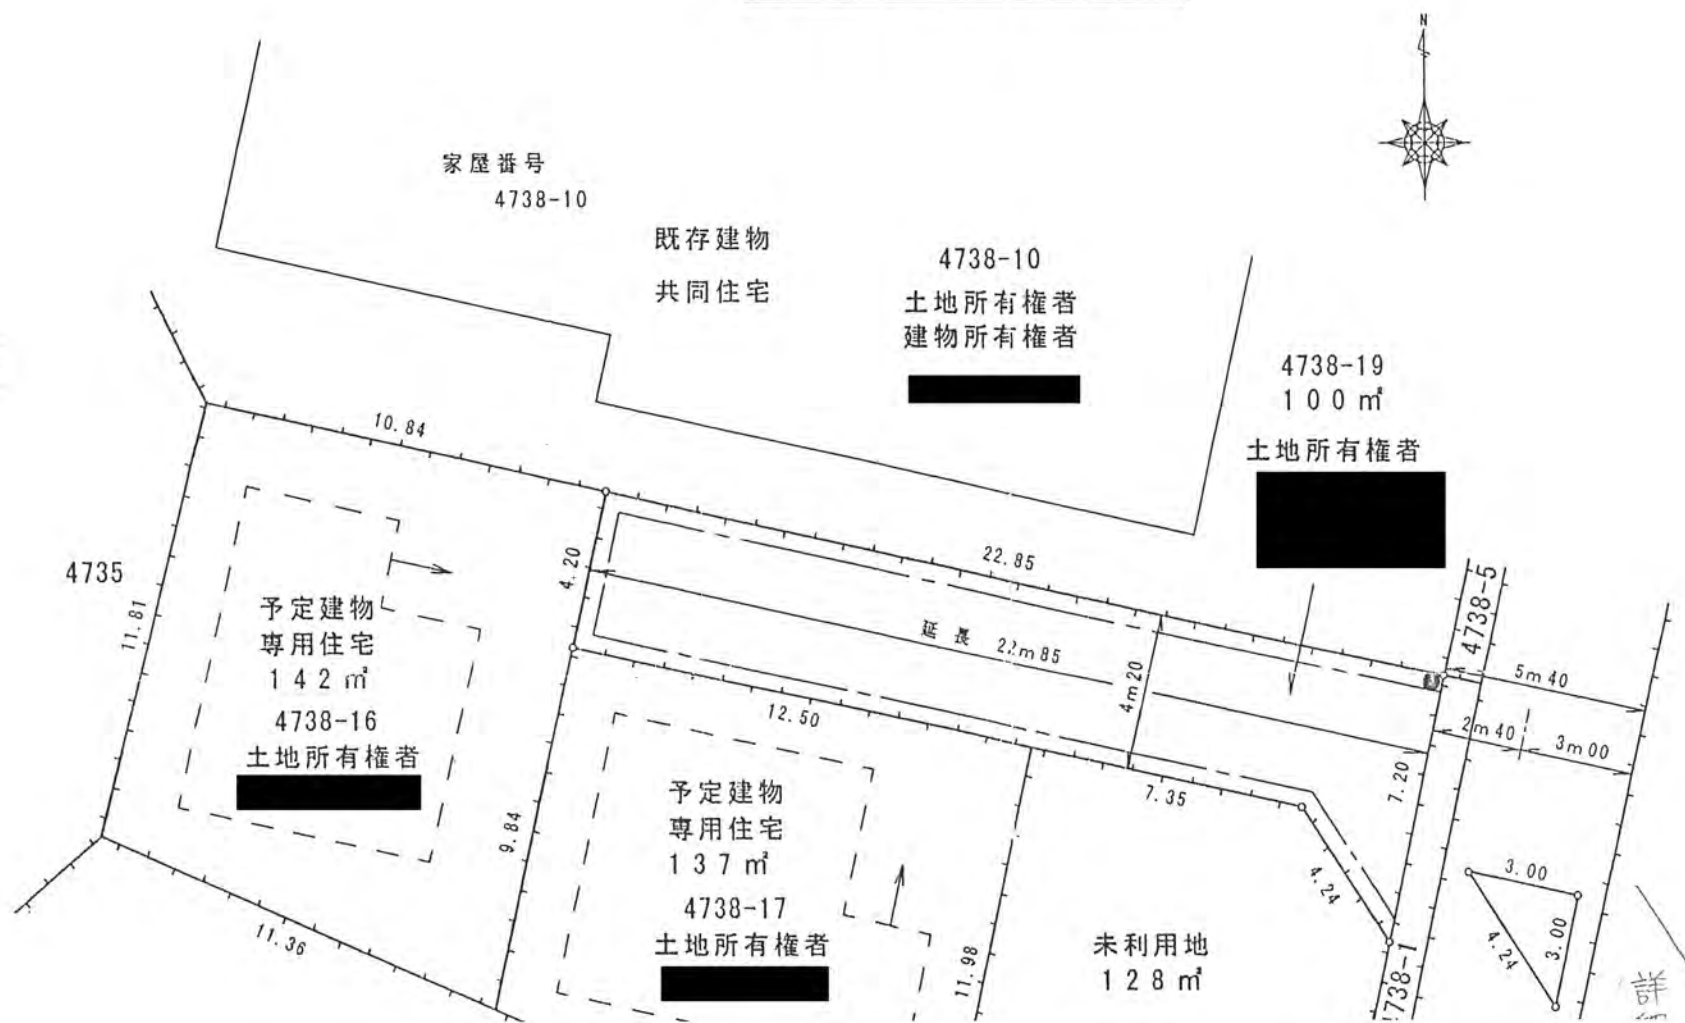 N
家屋番号
4738-10
既存建物
共同住宅
4738-10
土地所有権者
建物所有権者
4738-19
100㎡
土地所有権者
10.84
22.85
4.20
4735
11.81
予定建物
専用住宅
142㎡
4738-16
土地所有権者
延長 22m85
4m20
4738-5
5m40
2m40
3m00
12.50
7.35
7.20
9.84
予定建物
専用住宅
137㎡
4738-17
土地所有権者
4.24
3.00
3.00
4.24
11.36
11.98
未利用地
128㎡
4738-1
詳